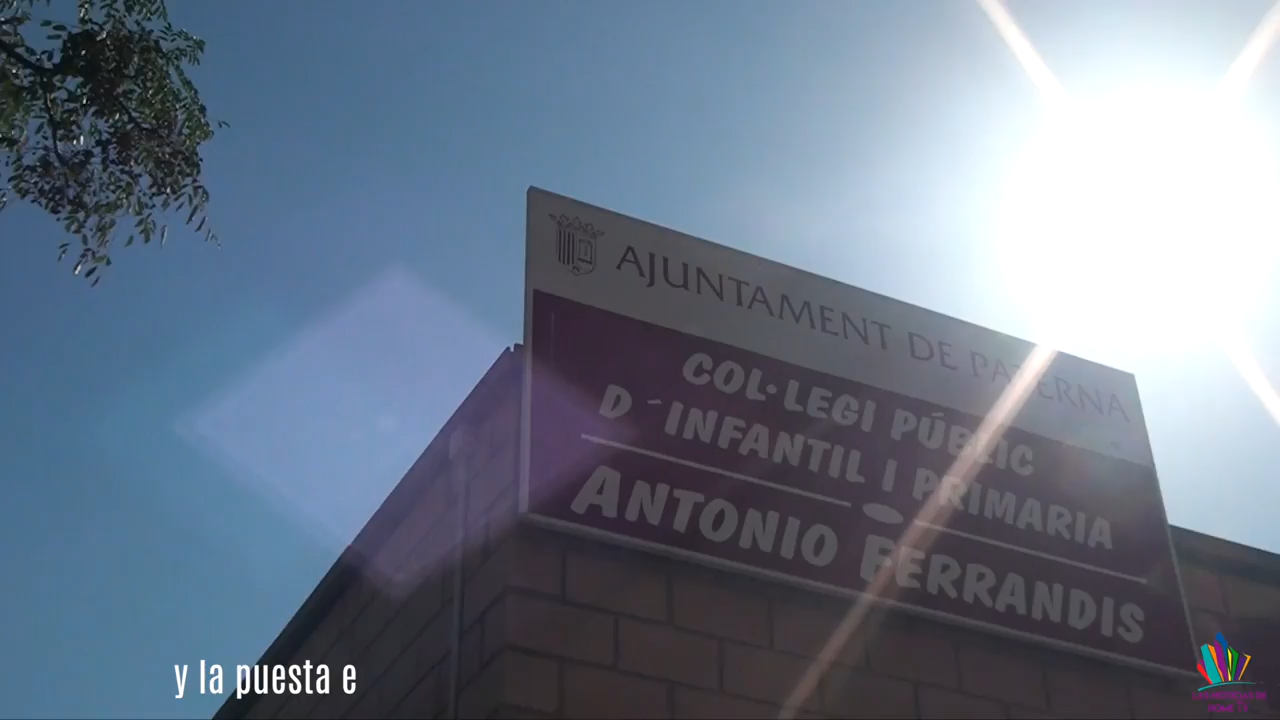 AJUNTAMENT DE PATERNA
COL·LEGI PÚBLIC
D´INFANTIL I PRIMARIA
ANTONIO FERRANDIS
y la puesta e